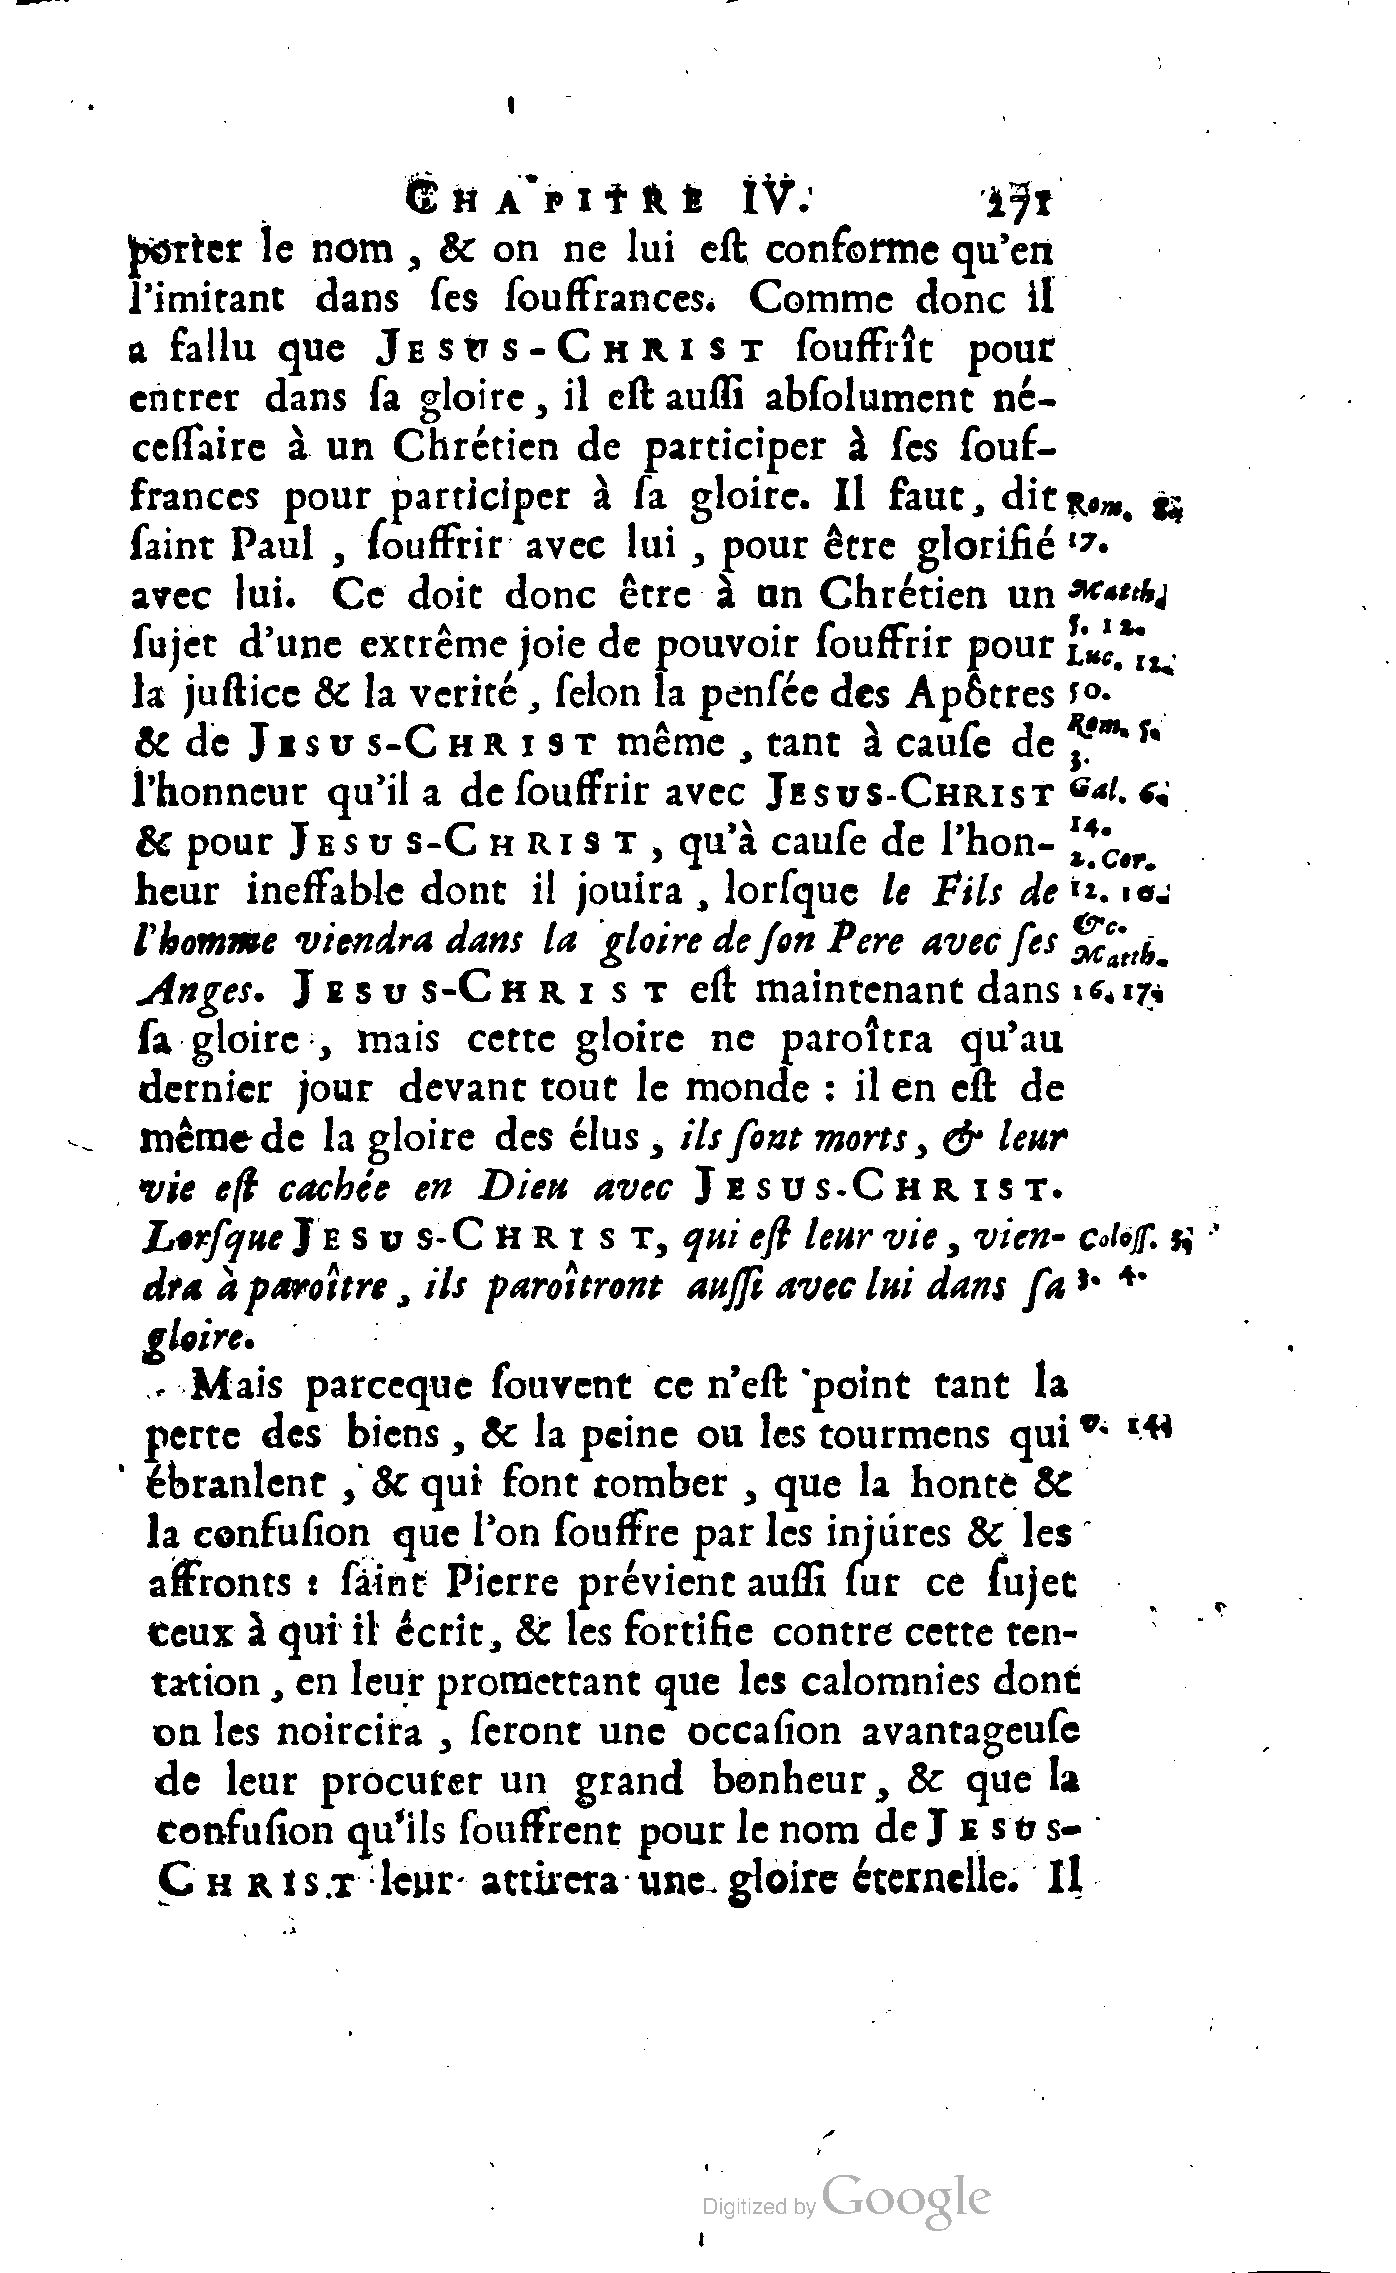 CHAPITRE IV. 271
porter le nom, & on ne lui eſt conforme qu'en
l'imitant dans ſes ſouffrances. Comme donc il
a fallu que JESUS-CHRIST ſouffrît pour
entrer dans ſa gloire, il eſt auſſi abſolument né-
ceſſaire à un Chrétien de participer à ſes ſouf-
frances pour participer à ſa gloire. Il faut, dit
Rom. 8.
ſaint Paul, ſouffrir avec lui, pour être glorifié
17.
avec lui. Ce doit donc être à un Chrétien un
Matth.
ſujet d'une extrême joie de pouvoir ſouffrir pour
5. 12.
Luc. 12.
la juſtice & la verité, ſelon la penſée des Apôtres
50.
& de JESUS-CHRIST même, tant à cauſe de
Rom. 5.
3.
l'honneur qu'il a de ſouffrir avec JESUS-CHRIST
Gal. 6.
& pour JESUS-CHRIST, qu'à cauſe de l'hon-
14.
2. Cor.
heur ineffable dont il jouira, lorſque le Fils de
12. 10.
l'homme viendra dans la gloire de ſon Pere avec ſes
&c.
Matth.
Anges. JESUS-CHRIST eſt maintenant dans
16. 17.
ſa gloire, mais cette gloire ne paroîtra qu'au
dernier jour devant tout le monde : il en eſt de
même de la gloire des élus, ils ſont morts, & leur
vie eſt cachée en Dieu avec JESUS-CHRIST.
Lorſque JESUS-CHRIST, qui eſt leur vie, vien-
Coloſſ. 3.
dra à paroître, ils paroîtront auſſi avec lui dans ſa
3. 4.
gloire.
Mais parceque ſouvent ce n'eſt point tant la
perte des biens, & la peine ou les tourmens qui
v. 14.
ébranlent, & qui font tomber, que la honte &
la confuſion que l'on ſouffre par les injures & les
affronts : ſaint Pierre prévient auſſi ſur ce ſujet
ceux à qui il écrit, & les fortifie contre cette ten-
tation, en leur promettant que les calomnies dont
on les noircira, ſeront une occaſion avantageuſe
de leur procurer un grand bonheur, & que la
confuſion qu'ils ſouffrent pour le nom de JESUS-
CHRIST leur attirera une gloire éternelle. Il
Digitized by Google